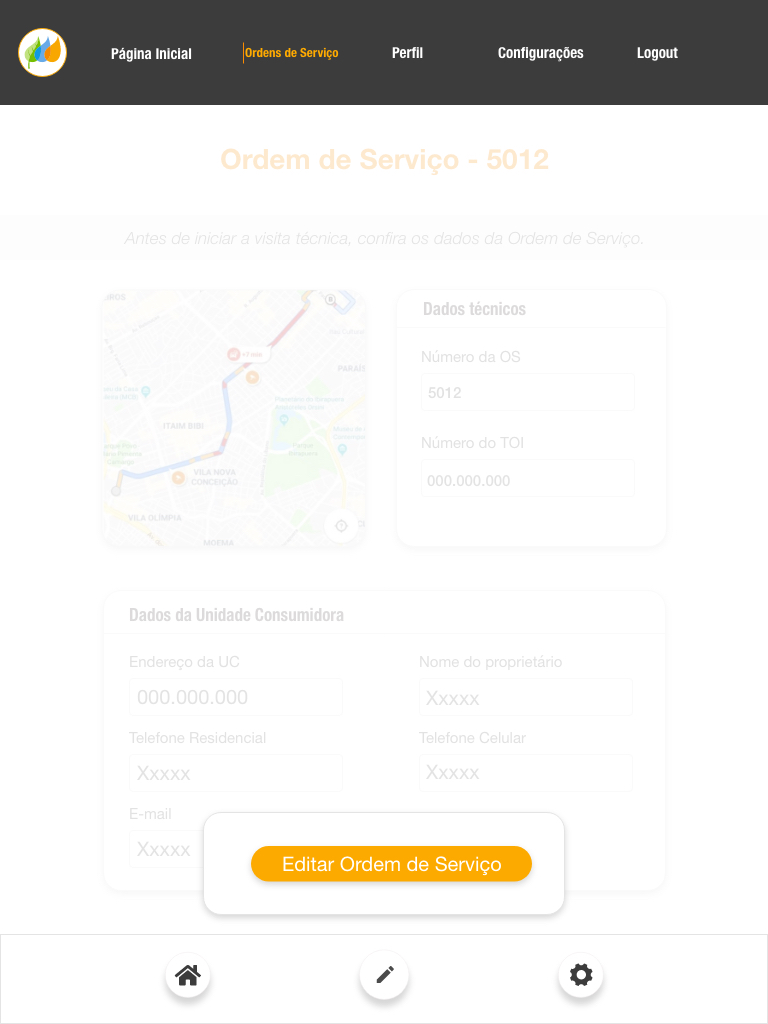 Página Inicial
Ordens de Serviço
Perfil
Configurações
Logout
Ordem de Serviço - 5012
Antes de iniciar a visita técnica, confira os dados da Ordem de Serviço.
ITAIM BIBI
VILA NOVA
CONCEIÇÃO
VILA OLIMPIA
MOEMA
Dados técnicos
Número da OS
5012
Número do TOI
000.000.000
Dados da Unidade Consumidora
Endereço da UC
Nome do proprietário
000.000.000
Xxxxx
Telefone Residencial
Telefone Celular
Xxxxx
Xxxxx
E-mail
Xxxxx
Editar Ordem de Serviço